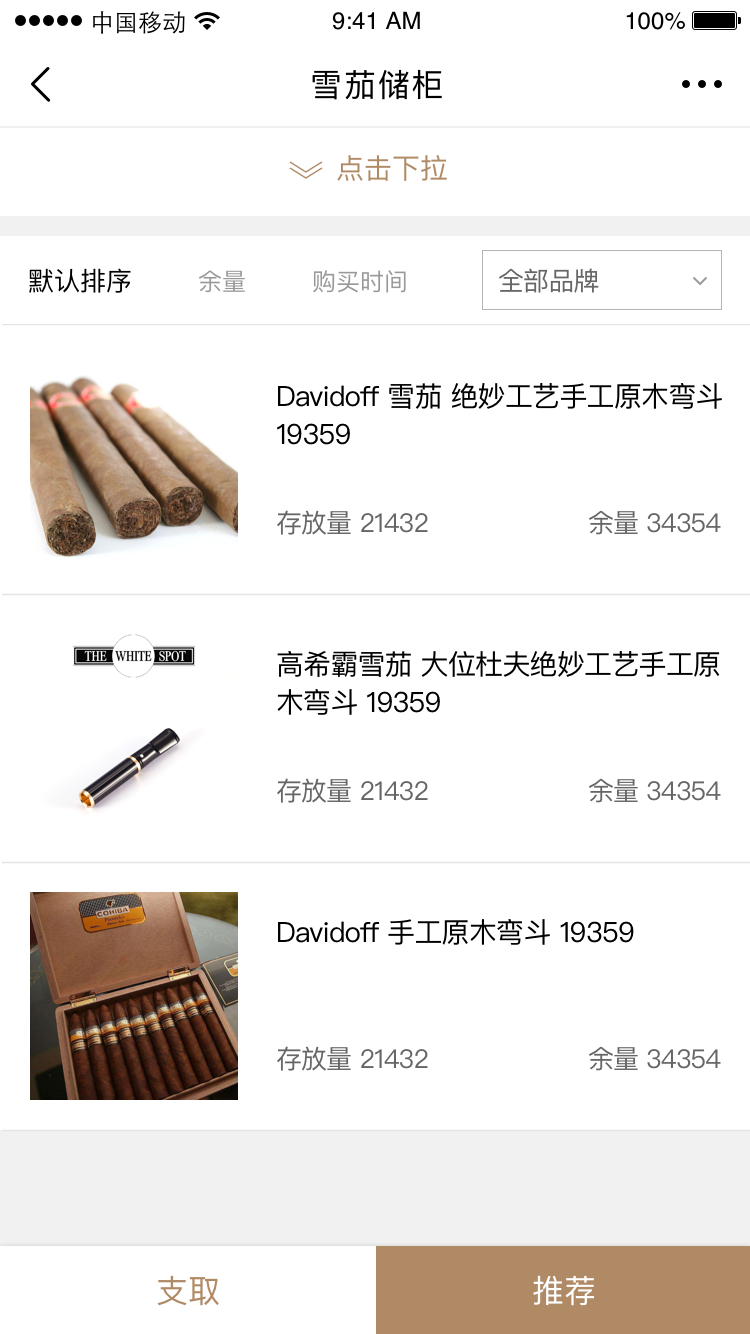 中国移动
9:41 AM
100%
雪茄储柜
点击下拉
默认排序
余量
购买时间
全部品牌
Davidoff 雪茄 绝妙工艺手工原木弯斗
19359
存放量 21432
余量 34354
THE WHITE SPOT
高希霸雪茄 大位杜夫绝妙工艺手工原
木弯斗 19359
存放量 21432
余量 34354
COHIBA
Davidoff 手工原木弯斗 19359
存放量 21432
余量 34354
支取
推荐